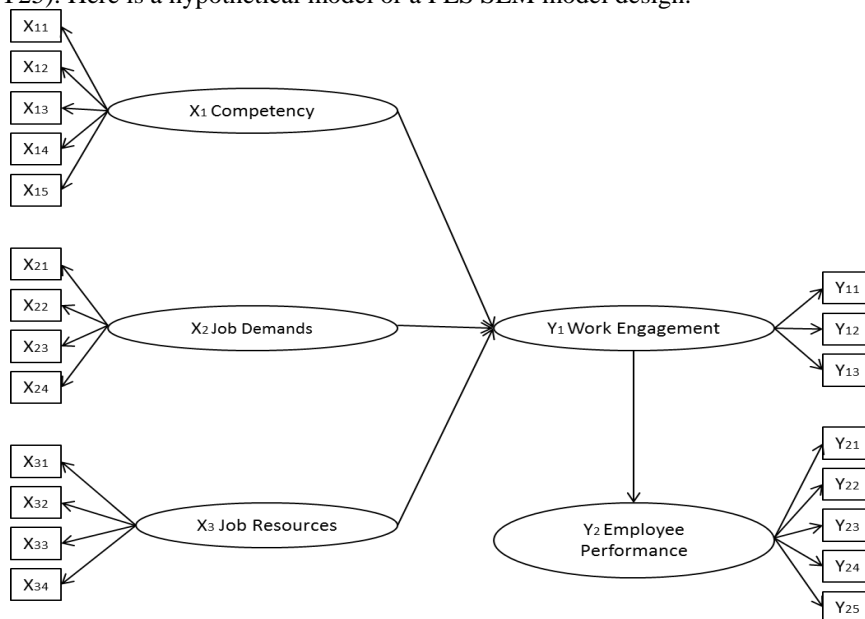 Here is a hypothetical model of a PLS SEM model design:
X11
X12
X13
X14
X15
X1 Competency
X21
X22
X23
X24
X2 Job Demands
X31
X32
X33
X34
X3 Job Resources
Y1 Work Engagement
Y11
Y12
Y13
Y2 Employee
Performance
Y21
Y22
Y23
Y24
Y25